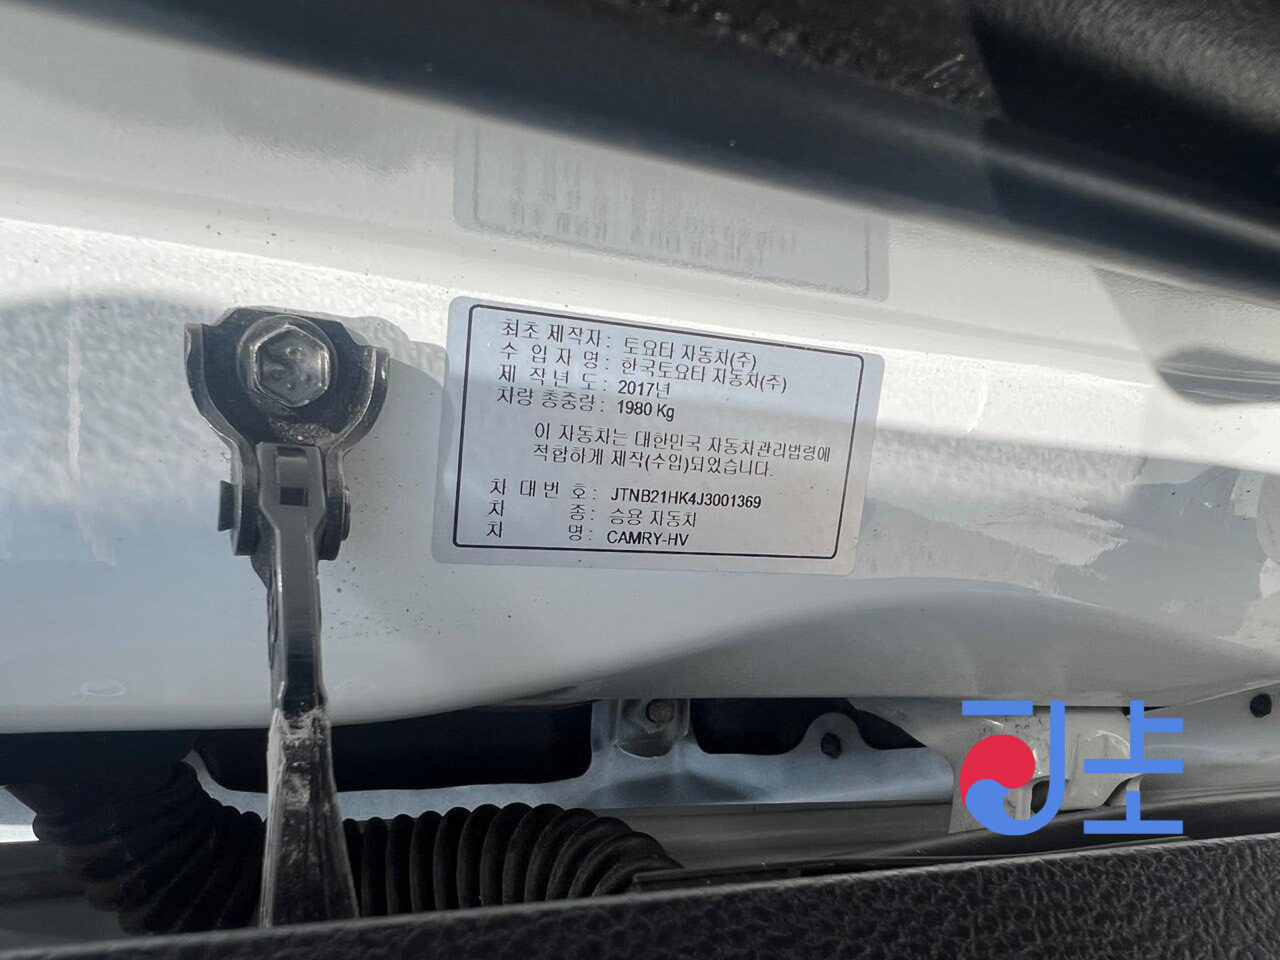 최초 제작자 : 토요타 자동차(주)
수 입 자 명 : 한국토요타 자동차(주)
제 작 년 도 : 2017년
차량 총중량 : 1980 Kg
이 자동차는 대한민국 자동차관리법령에
적합하게 제작(수입)되었습니다.
차 대 번 호 : JTNB21HK4J3001369
차 종 : 승용 자동차
차 명 : CAMRY-HV